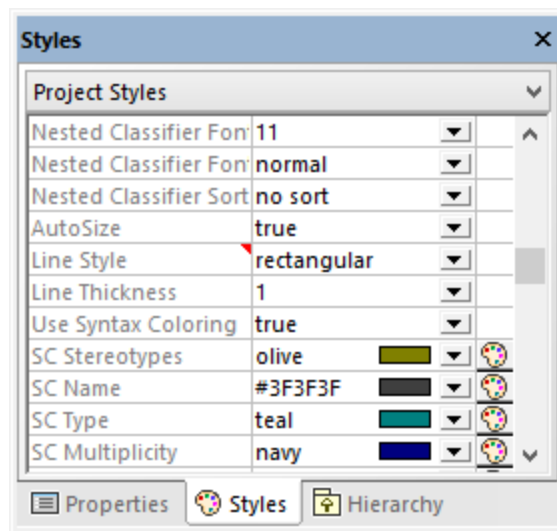 Styles
Project Styles
Nested Classifier Fon 11
Nested Classifier Fon normal
Nested Classifier Sort no sort
AutoSize true
Line Style rectangular
Line Thickness 1
Use Syntax Coloring true
SC Stereotypes olive
SC Name #3F3F3F
SC Type teal
SC Multiplicity navy
Properties Styles Hierarchy